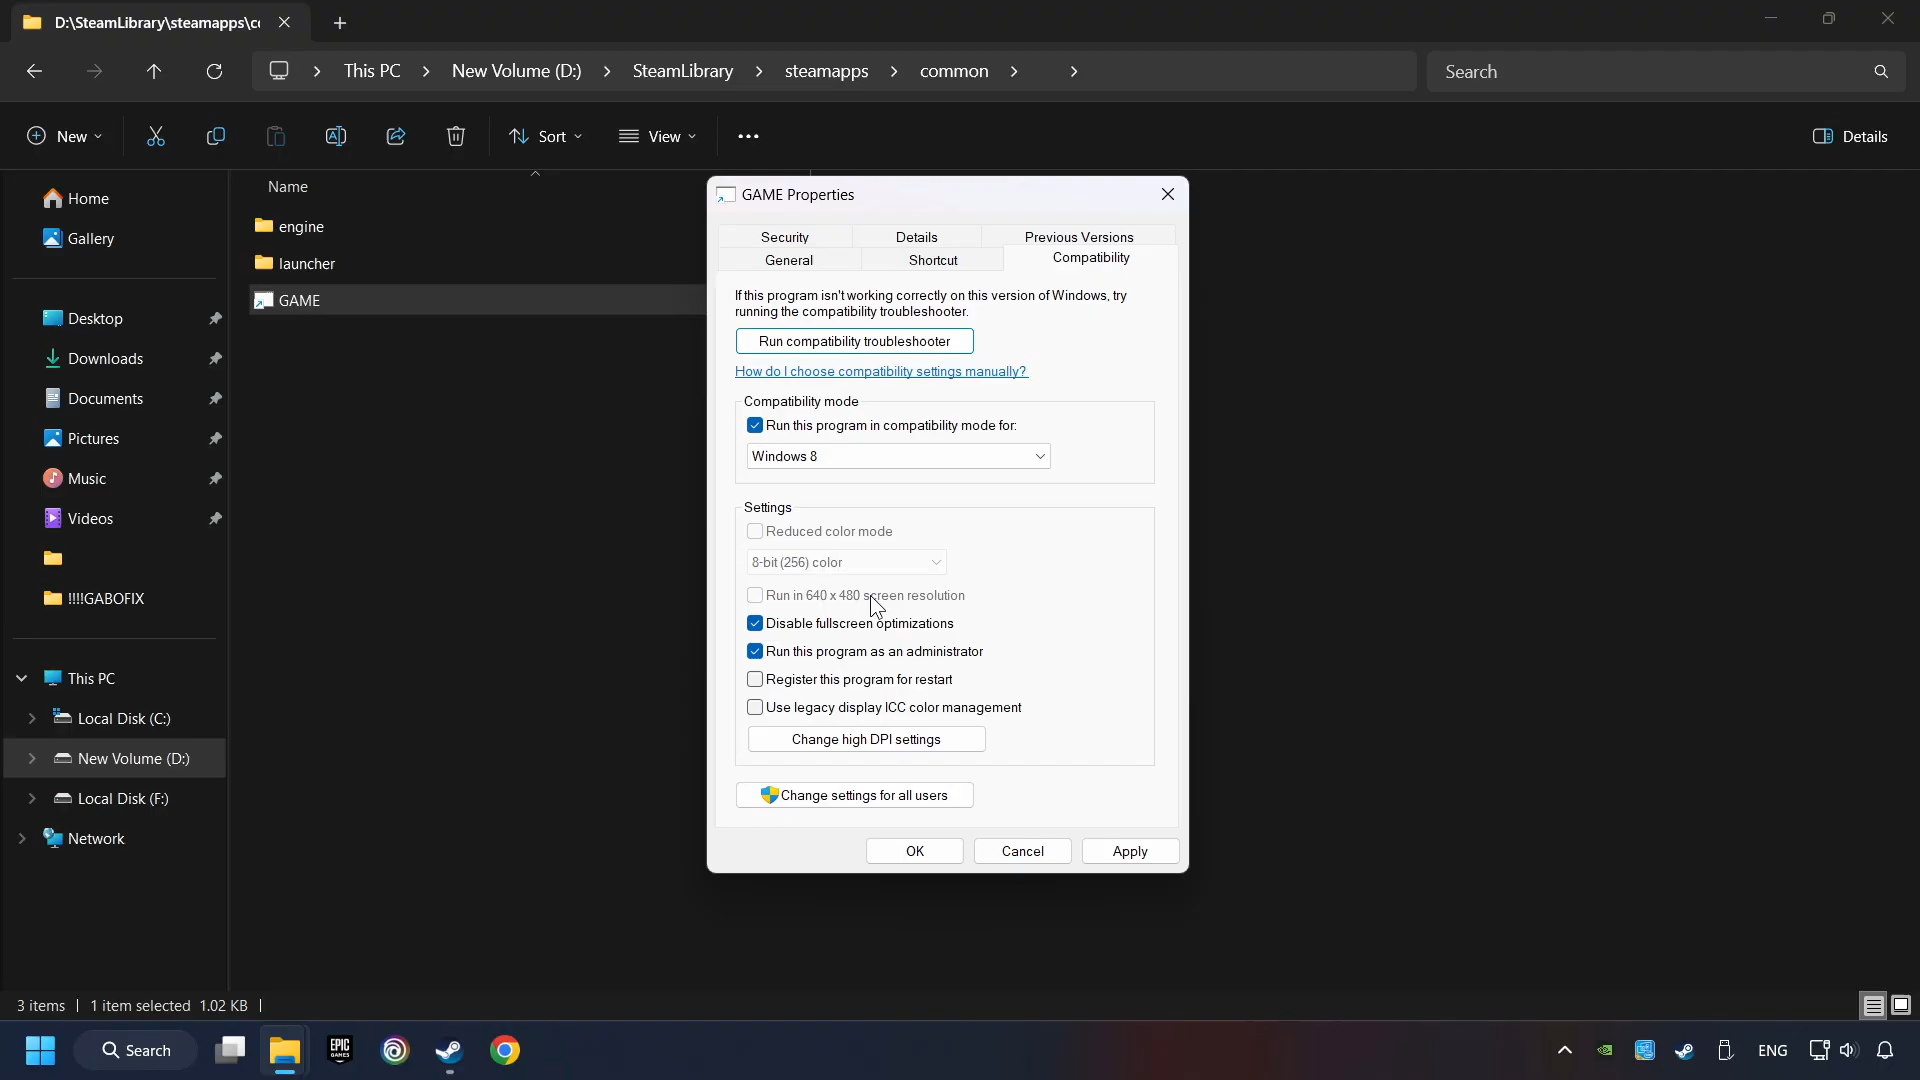 D:\SteamLibrary\steamapps\co
This PC
New Volume (D:)
SteamLibrary
steamapps
common
Search
New
Sort
View
Details
Home
Gallery
Desktop
Downloads
Documents
Pictures
Music
Videos
!!!!GABOFIX
This PC
Local Disk (C:)
New Volume (D:)
Local Disk (F:)
Network
Name
engine
launcher
GAME
GAME Properties
Security
Details
Previous Versions
General
Shortcut
Compatibility
If this program isn't working correctly on this version of Windows, try
running the compatibility troubleshooter.
Run compatibility troubleshooter
How do I choose compatibility settings manually?
Compatibility mode
Run this program in compatibility mode for:
Windows 8
Settings
Reduced color mode
8-bit (256) color
Run in 640 x 480 screen resolution
Disable fullscreen optimizations
Run this program as an administrator
Register this program for restart
Use legacy display ICC color management
Change high DPI settings
Change settings for all users
OK
Cancel
Apply
3 items
1 item selected 1.02 KB
Search
EPIC
GAMES
ENG